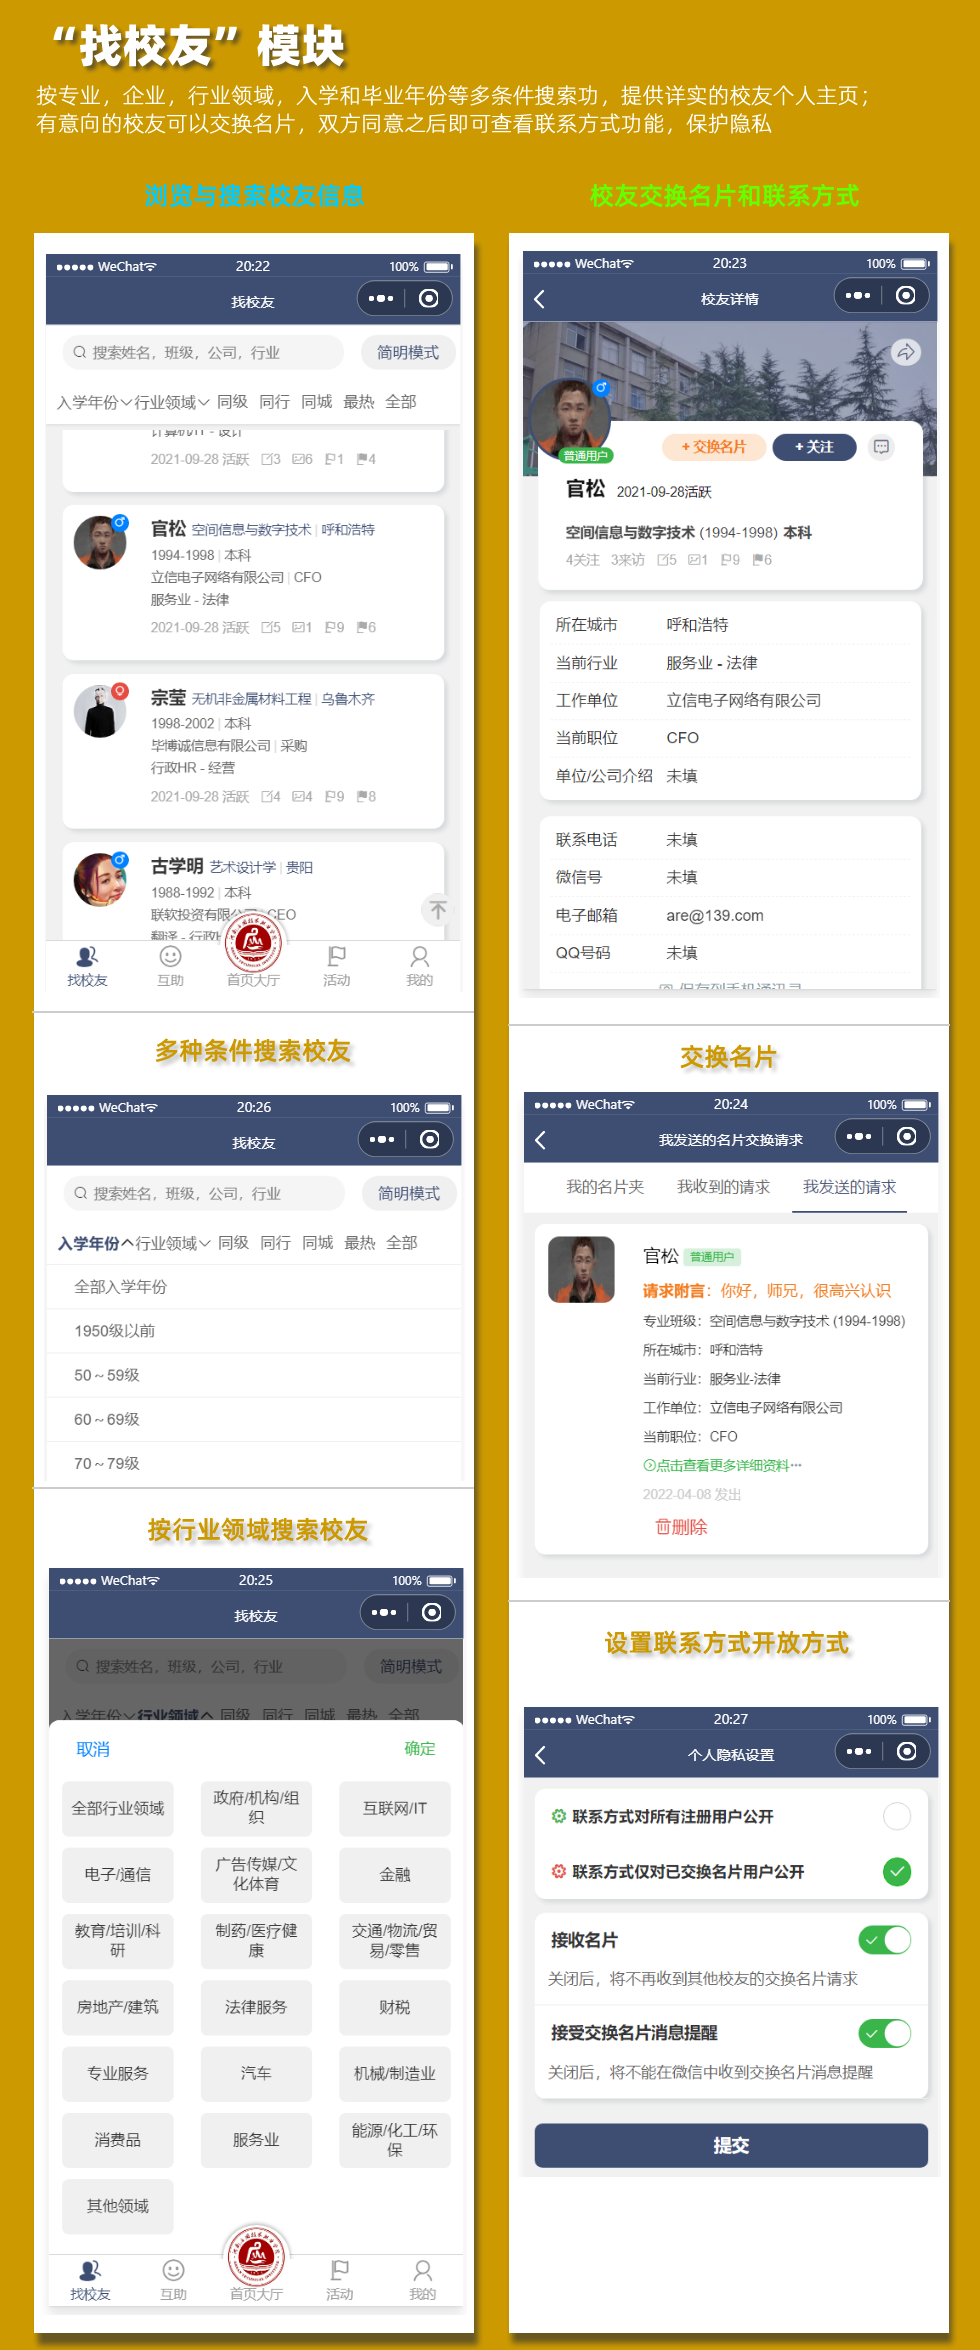 “找校友”模块
按专业，企业，行业领域，入学和毕业年份等多条件搜索功，提供详实的校友个人主页；
有意向的校友可以交换名片，双方同意之后即可查看联系方式功能，保护隐私
浏览与搜索校友信息
WeChat 20:22 100%
找校友
搜索姓名，班级，公司，行业 简明模式
入学年份 行业领域 同级 同行 同城 最热 全部
计算机/IT - 设计
2021-09-28 活跃 3 6 1 4
官松 空间信息与数字技术 | 呼和浩特
1994-1998 | 本科
立信电子网络有限公司 | CFO
服务业 - 法律
2021-09-28 活跃 5 1 9 6
宗莹 无机非金属材料工程 | 乌鲁木齐
1998-2002 | 本科
毕博诚信息有限公司 | 采购
行政HR - 经营
2021-09-28 活跃 4 4 9 8
古学明 艺术设计学 | 贵阳
1988-1992 | 本科
联软投资有限公司 CEO
翻译 - 行政H
找校友 互助 首页大厅 活动 我的
多种条件搜索校友
WeChat 20:26 100%
找校友
搜索姓名，班级，公司，行业 简明模式
入学年份 行业领域 同级 同行 同城 最热 全部
全部入学年份
1950级以前
50～59级
60～69级
70～79级
按行业领域搜索校友
WeChat 20:25 100%
找校友
搜索姓名，班级，公司，行业 简明模式
入学年份 行业领域 同级 同行 同城 最热 全部
取消 确定
全部行业领域 政府/机构/组织 互联网/IT
电子/通信 广告传媒/文化体育 金融
教育/培训/科研 制药/医疗健康 交通/物流/贸易/零售
房地产/建筑 法律服务 财税
专业服务 汽车 机械/制造业
消费品 服务业 能源/化工/环保
其他领域
找校友 互助 首页大厅 活动 我的
校友交换名片和联系方式
WeChat 20:23 100%
校友详情
普通用户
+ 交换名片 + 关注
官松 2021-09-28活跃
空间信息与数字技术 (1994-1998) 本科
4关注 3来访 5 1 9 6
所在城市 呼和浩特
当前行业 服务业 - 法律
工作单位 立信电子网络有限公司
当前职位 CFO
单位/公司介绍 未填
联系电话 未填
微信号 未填
电子邮箱 are@139.com
QQ号码 未填
保存到手机通讯录
交换名片
WeChat 20:24 100%
我发送的名片交换请求
我的名片夹 我收到的请求 我发送的请求
官松 普通用户
请求附言：你好，师兄，很高兴认识
专业班级：空间信息与数字技术 (1994-1998)
所在城市：呼和浩特
当前行业：服务业-法律
工作单位：立信电子网络有限公司
当前职位：CFO
点击查看更多详细资料···
2022-04-08 发出
删除
设置联系方式开放方式
WeChat 20:27 100%
个人隐私设置
联系方式对所有注册用户公开
联系方式仅对已交换名片用户公开
接收名片
关闭后，将不再收到其他校友的交换名片请求
接受交换名片消息提醒
关闭后，将不能在微信中收到交换名片消息提醒
提交